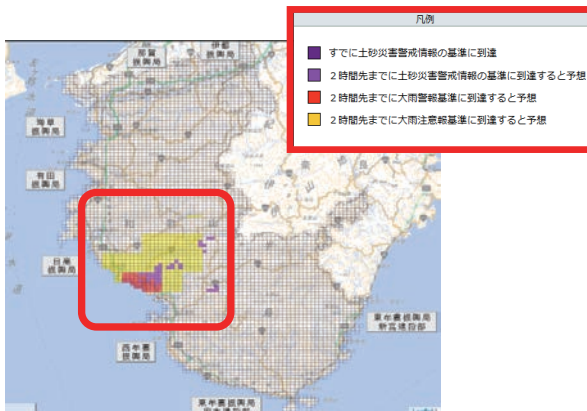 凡例
すでに土砂災害警戒情報の基準に到達
２時間先までに土砂災害警戒情報の基準に到達すると予想
２時間先までに大雨警報基準に到達すると予想
２時間先までに大雨注意報基準に到達すると予想
那賀
振興局
伊都
振興局
海草
振興局
有田
振興局
日高
振興局
西牟婁
振興局
東牟婁振興局
新宮建設部
東牟婁振興局